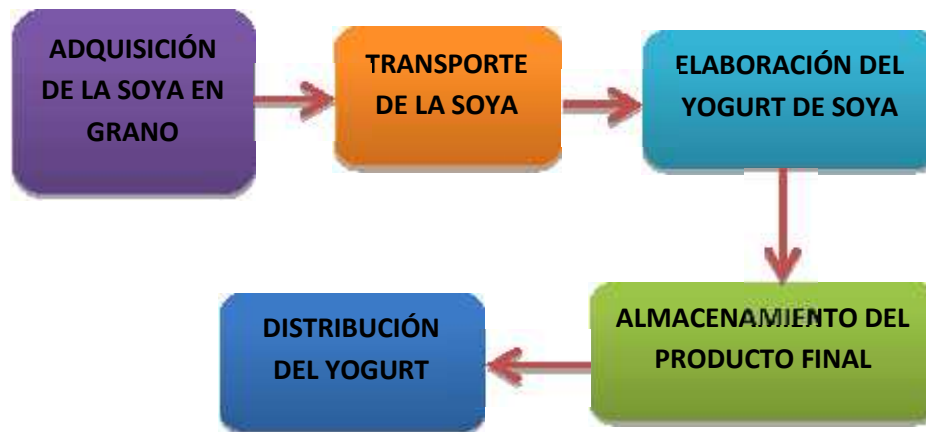 ADQUISICIÓN
DE LA SOYA EN
GRANO
TRANSPORTE
DE LA SOYA
ELABORACIÓN DEL
YOGURT DE SOYA
ALMACENAMIENTO DEL
PRODUCTO FINAL
DISTRIBUCIÓN
DEL YOGURT